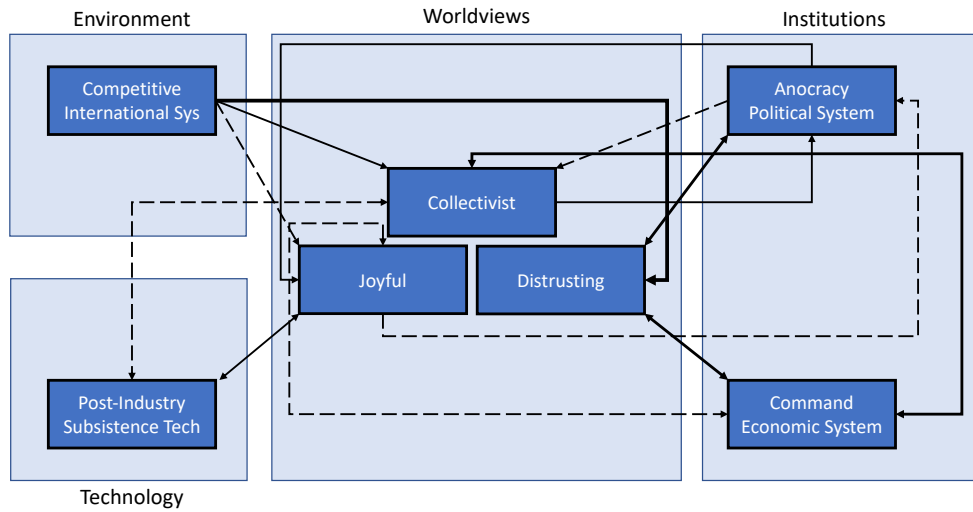 Environment
Worldviews
Institutions
Competitive
International Sys
Anocracy
Political System
Collectivist
Joyful
Distrusting
Post-Industry
Subsistence Tech
Command
Economic System
Technology